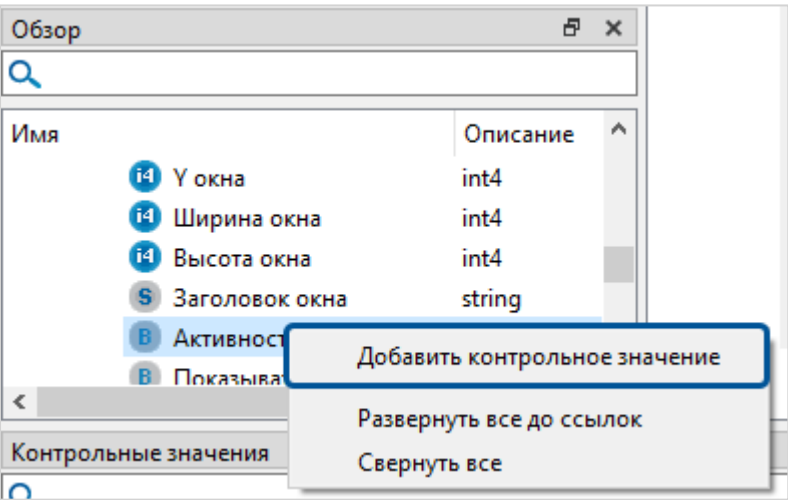 Обзор
Имя Описание
i4 Y окна int4
i4 Ширина окна int4
i4 Высота окна int4
S Заголовок окна string
B
B
Добавить контрольное значение
Развернуть все до ссылок
Свернуть все
Контрольные значения